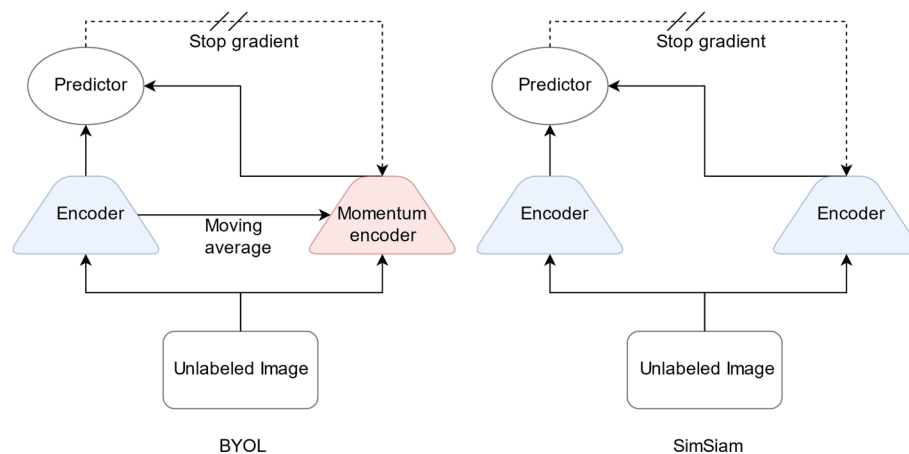 Stop gradient
Predictor
Encoder
Moving
average
Momentum
encoder
Unlabeled Image
BYOL
Stop gradient
Predictor
Encoder
Encoder
Unlabeled Image
SimSiam